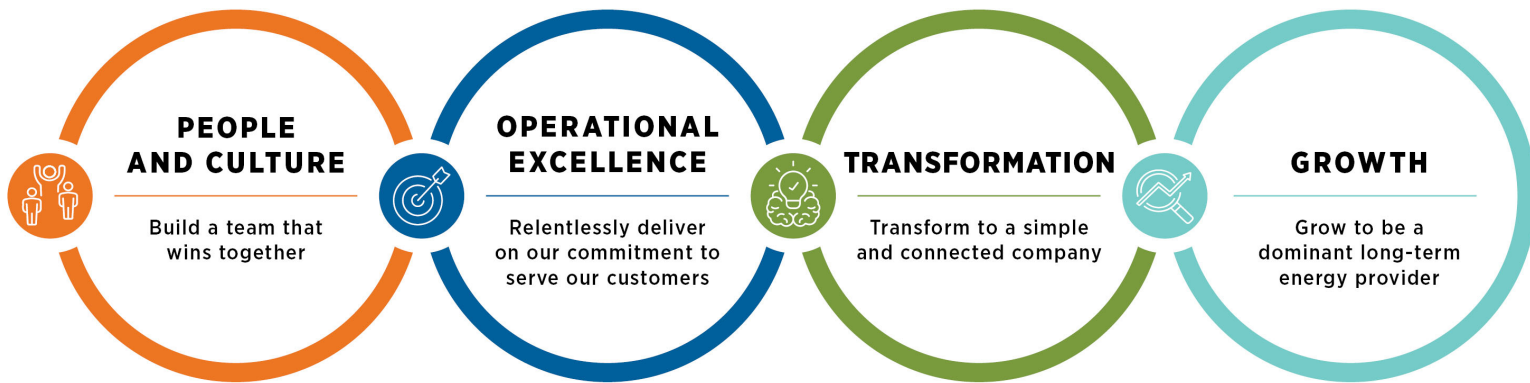 PEOPLE
AND CULTURE
Build a team that
wins together
OPERATIONAL
EXCELLENCE
Relentlessly deliver
on our commitment to
serve our customers
TRANSFORMATION
Transform to a simple
and connected company
GROWTH
Grow to be a
dominant long-term
energy provider